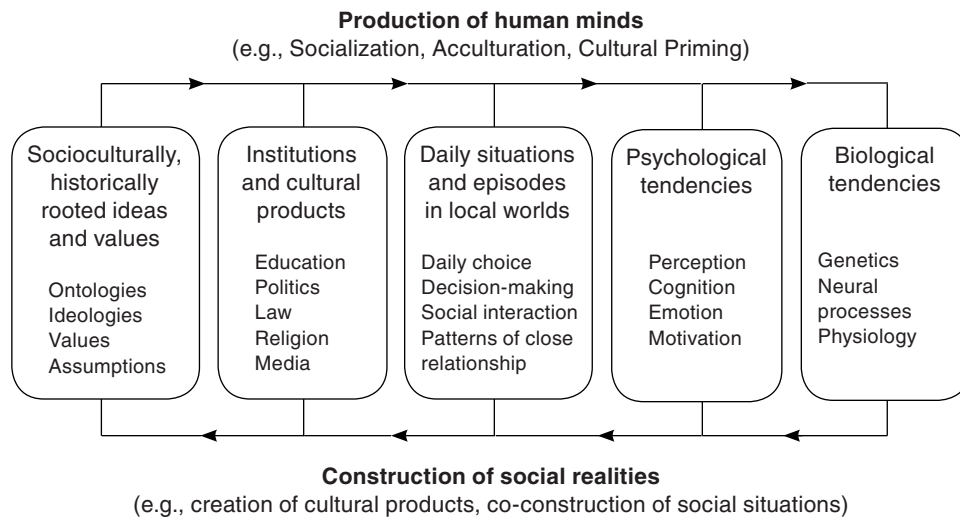 Production of human minds
(e.g., Socialization, Acculturation, Cultural Priming)
Socioculturally,
historically
rooted ideas
and values
Ontologies
Ideologies
Values
Assumptions
Institutions
and cultural
products
Education
Politics
Law
Religion
Media
Daily situations
and episodes
in local worlds
Daily choice
Decision-making
Social interaction
Patterns of close
relationship
Psychological
tendencies
Perception
Cognition
Emotion
Motivation
Biological
tendencies
Genetics
Neural
processes
Physiology
Construction of social realities
(e.g., creation of cultural products, co-construction of social situations)